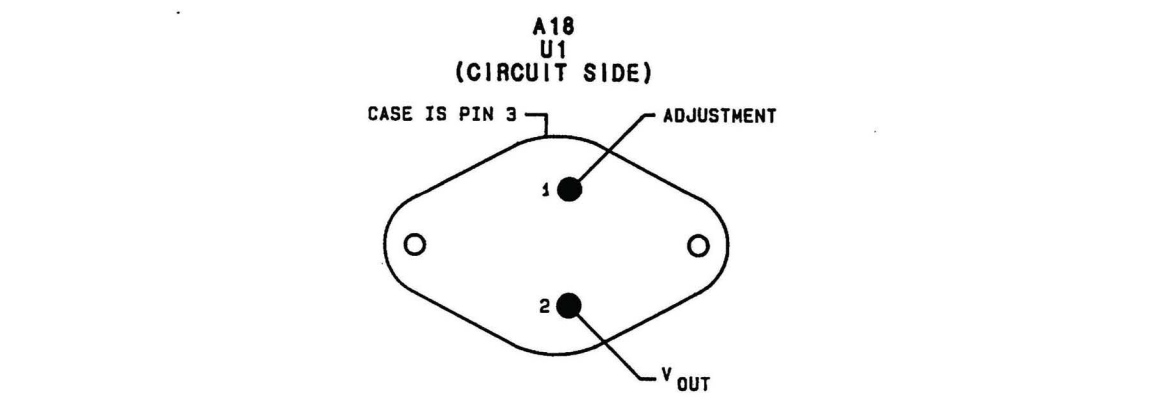 A18
U1
(CIRCUIT SIDE)
CASE IS PIN 3
ADJUSTMENT
1
2
V OUT